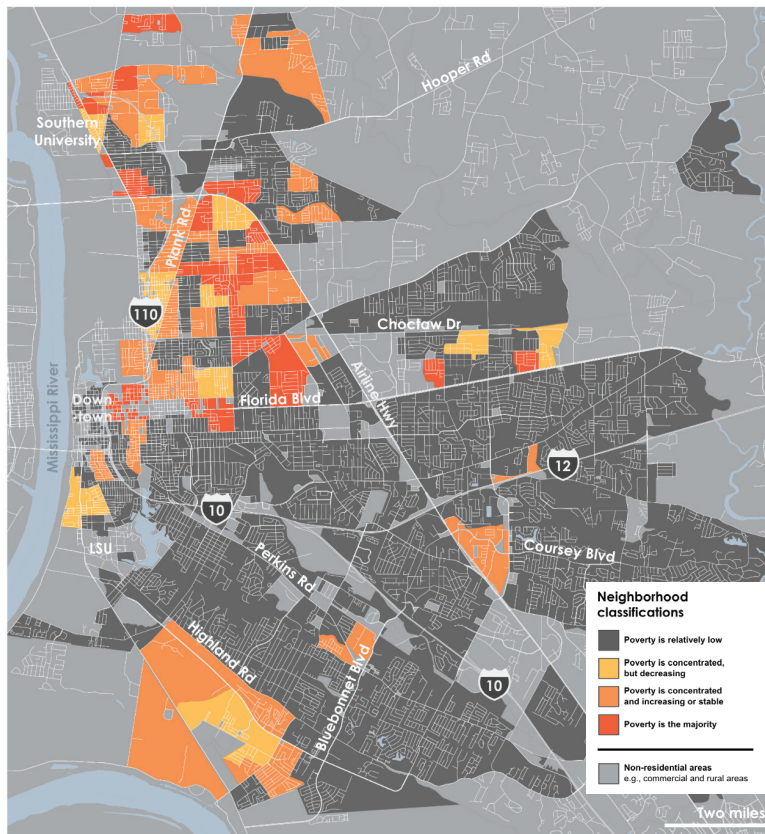 Hooper Rd
Southern
University
Plank Rd
110
Choctaw Dr
Mississippi River
Down
Town
Florida Blvd
Airline Hwy
12
10
LSU
Perkins Rd
Coursey Blvd
Highland Rd
Bluebonnet Blvd
10
Neighborhood
classifications
Poverty is relatively low
Poverty is concentrated,
but decreasing
Poverty is concentrated
and increasing or stable
Poverty is the majority
Non-residential areas
e.g., commercial and rural areas
Two miles